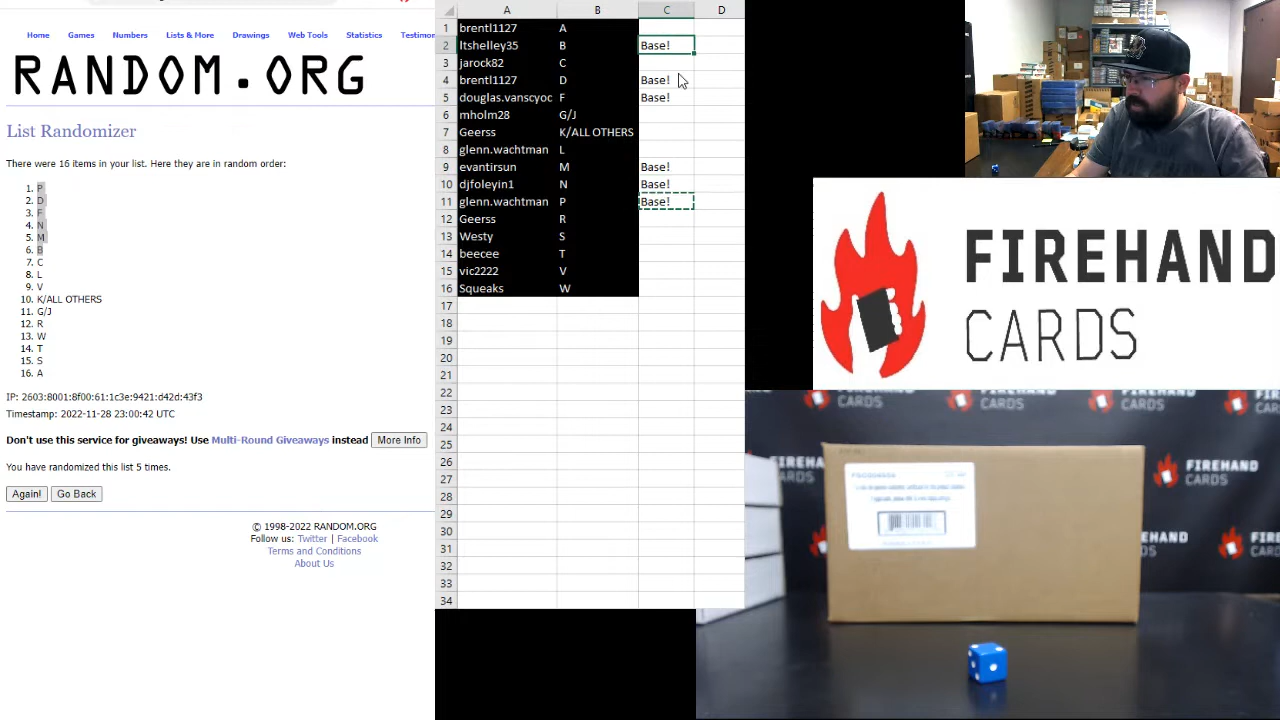 Home Games Numbers Lists & More Drawings Web Tools Statistics Testimor
RANDOM.ORG
List Randomizer
There were 16 items in your list. Here they are in random order:
1. P
2. D
3. F
4. N
5. M
6. B
7. C
8. L
9. V
10. K/ALL OTHERS
11. G/J
12. R
13. W
14. T
15. S
16. A
IP: 2603:8001:8f00:61:1c3e:9421:d42d:43f3
Timestamp: 2022-11-28 23:00:42 UTC
Don't use this service for giveaways! Use Multi-Round Giveaways instead More Info
You have randomized this list 5 times.
Again! Go Back
© 1998-2022 RANDOM.ORG
Follow us: Twitter | Facebook
Terms and Conditions
About Us
A B C D
1 brentl1127 A
2 ltshelley35 B Base!
3 jarock82 C
4 brentl1127 D Base!
5 douglas.vanscyoc F Base!
6 mholm28 G/J
7 Geerss K/ALL OTHERS
8 glenn.wachtman L
9 evantirsun M Base!
10 djfoleyin1 N Base!
11 glenn.wachtman P Base!
12 Geerss R
13 Westy S
14 beecee T
15 vic2222 V
16 Squeaks W
17
18
19
20
21
22
23
24
25
26
27
28
29
30
31
32
33
34
FIREHAND
CARDS
CARDS
FIREHAND
CARDS
FIREHAND
CARDS
CARDS
FIREHAND
CARDS
FIREHAND
CARDS